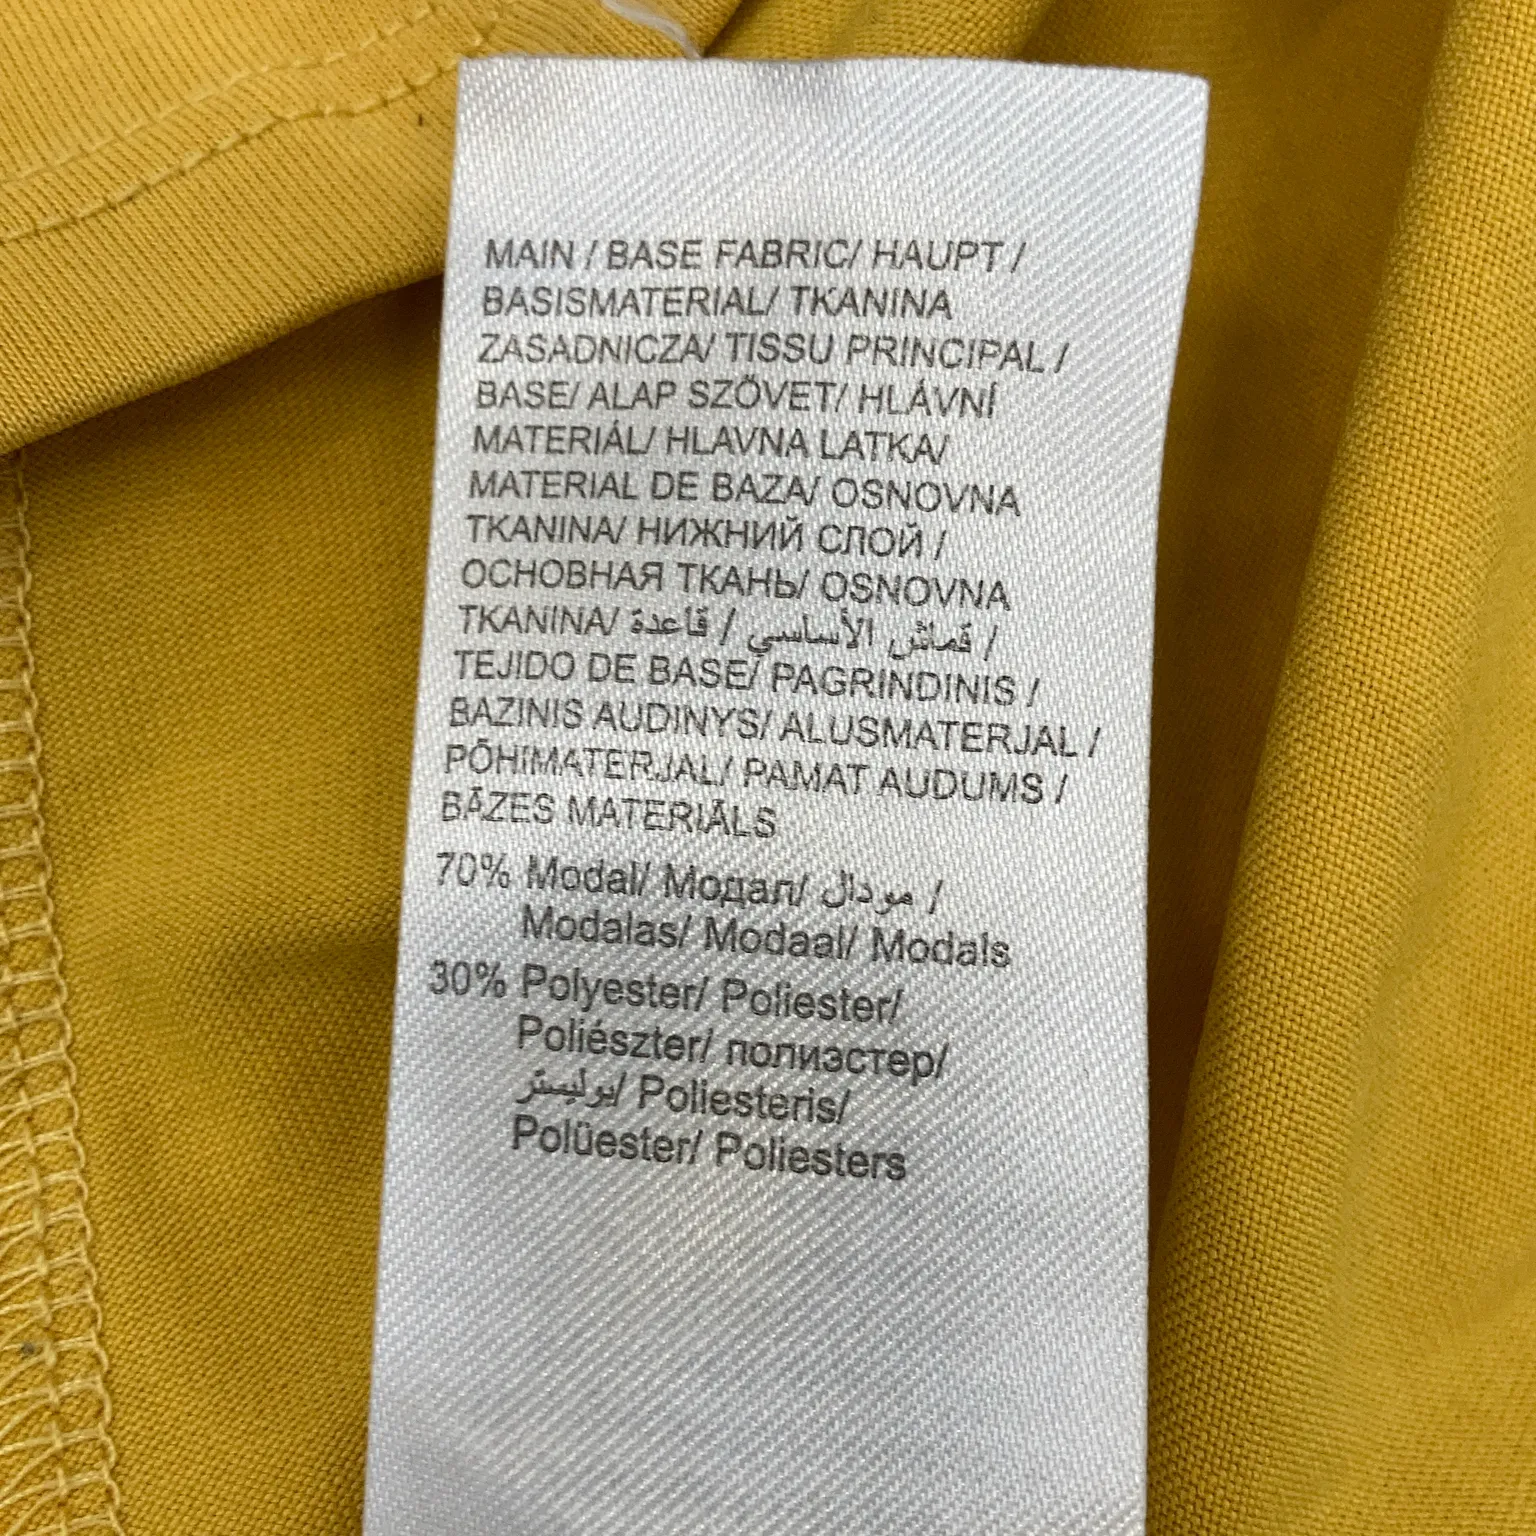 MAIN / BASE FABRIC/ HAUPT /
BASISMATERIAL/ TKANINA
ZASADNICZA/ TISSU PRINCIPAL /
BASE/ ALAP SZÖVET/ HLÁVNÍ
MATERIÁL/ HLAVNA LATKA/
MATERIAL DE BAZA/ OSNOVNA
TKANINA/ НИЖНИЙ СЛОЙ /
ОСНОВНАЯ ТКАНЬ/ OSNOVNA
TKANINA/ قماش الأساسي / قاعدة /
TEJIDO DE BASE/ PAGRINDINIS /
BAZINIS AUDINYS/ ALUSMATERJAL /
PÕHIMATERJAL/ PAMAT AUDUMS /
BĀZES MATERIĀLS
70% Modal/ Модал/ مودال /
Modalas/ Modaal/ Modals
30% Polyester/ Poliester/
Poliészter/ полиэстер/
بوليستر/ Poliesteris/
Polüester/ Poliesters